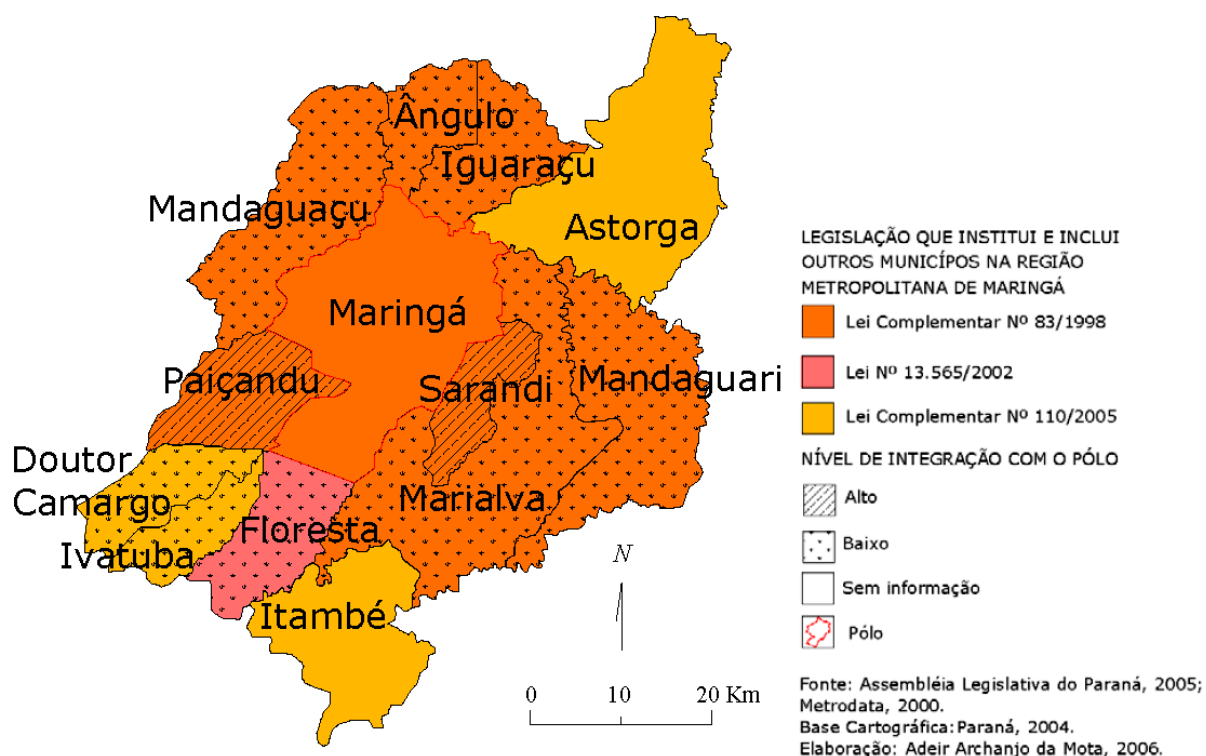 Ângulo
Iguaraçu
Mandaguaçu
Astorga
Maringá
Paiçandu
Sarandi
Mandaguari
Doutor
Camargo
Marialva
Floresta
Ivatuba
Itambé
N
0 10 20 Km
LEGISLAÇÃO QUE INSTITUI E INCLUI
OUTROS MUNICÍPOS NA REGIÃO
METROPOLITANA DE MARINGÁ
Lei Complementar Nº 83/1998
Lei Nº 13.565/2002
Lei Complementar Nº 110/2005
NÍVEL DE INTEGRAÇÃO COM O PÓLO
Alto
Baixo
Sem informação
Pólo
Fonte: Assembléia Legislativa do Paraná, 2005;
Metrodata, 2000.
Base Cartográfica: Paraná, 2004.
Elaboração: Adeir Archanjo da Mota, 2006.